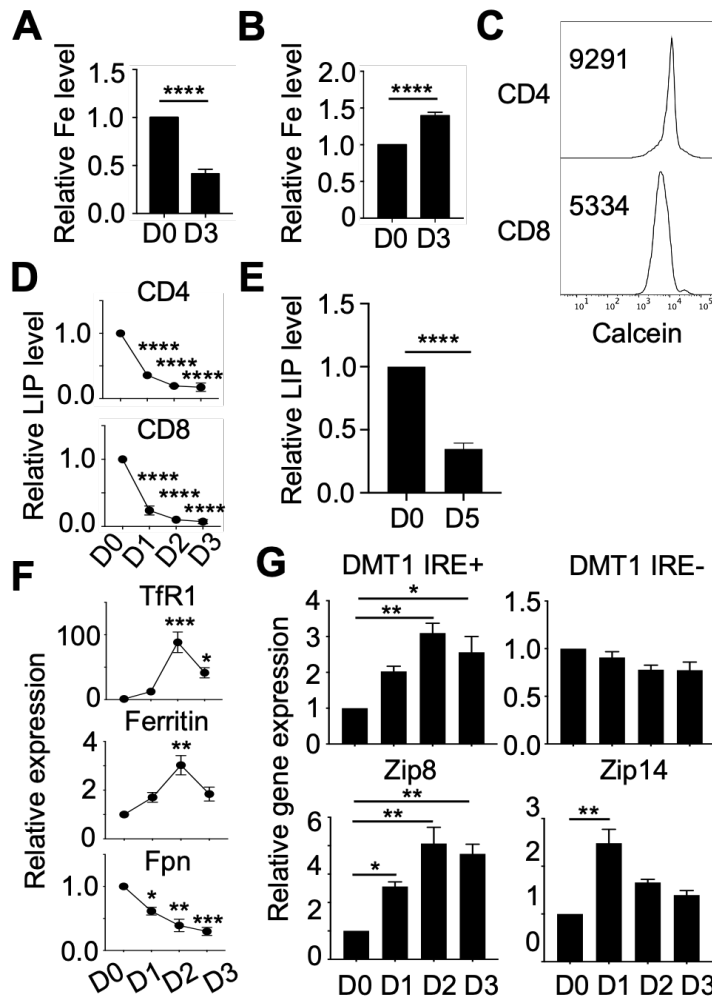 A
Relative Fe level
1.5
1.0
0.5
0.0
****
D0 D3
B
Relative Fe level
2.0
1.5
1.0
0.5
0
****
D0 D3
C
CD4
9291
CD8
5334
10¹ 10² 10³ 10⁴ 10⁵
Calcein
D
Relative LIP level
CD4
1.0
0.0
****
****
****
CD8
1.0
0.0
****
****
****
D0 D1 D2 D3
E
Relative LIP level
1.5
1.0
0.5
0.0
****
D0 D5
F
Relative expression
TfR1
100
0
***
*
Ferritin
4
2
0
**
Fpn
1.0
0.0
*
**
***
D0 D1 D2 D3
G
Relative gene expression
DMT1 IRE+
4
3
2
1
0
*
**
DMT1 IRE-
1.5
1.0
0.5
0.0
Zip8
6
4
2
0
**
**
*
D0 D1 D2 D3
Zip14
3
2
1
0
**
D0 D1 D2 D3